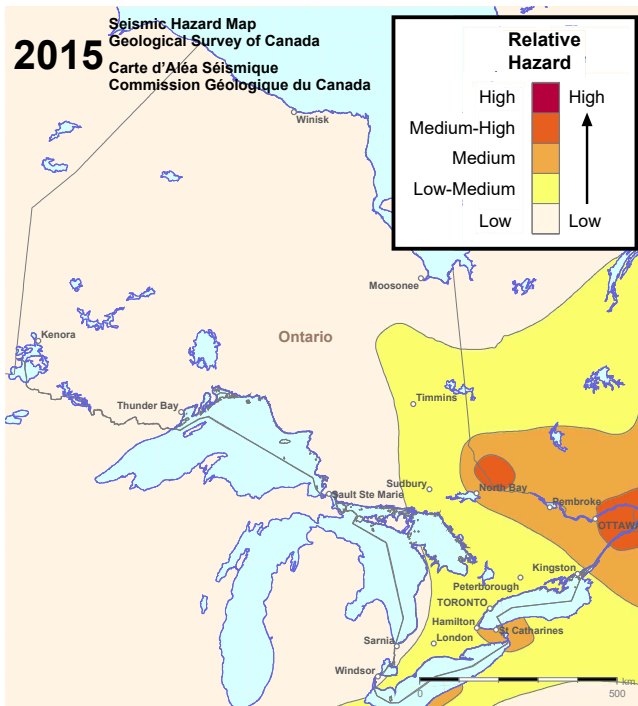 2015
Seismic Hazard Map
Geological Survey of Canada
Carte d'Aléa Séismique
Commission Géologique du Canada
Relative
Hazard
High High
Medium-High
Medium
Low-Medium
Low Low
Winisk
Moosonee
Ontario
Kenora
Thunder Bay
Timmins
Sudbury
Sault Ste Marie
North Bay
Pembroke
OTTAWA
Kingston
Peterborough
TORONTO
Hamilton
St Catharines
London
Sarnia
Windsor
km
0 500